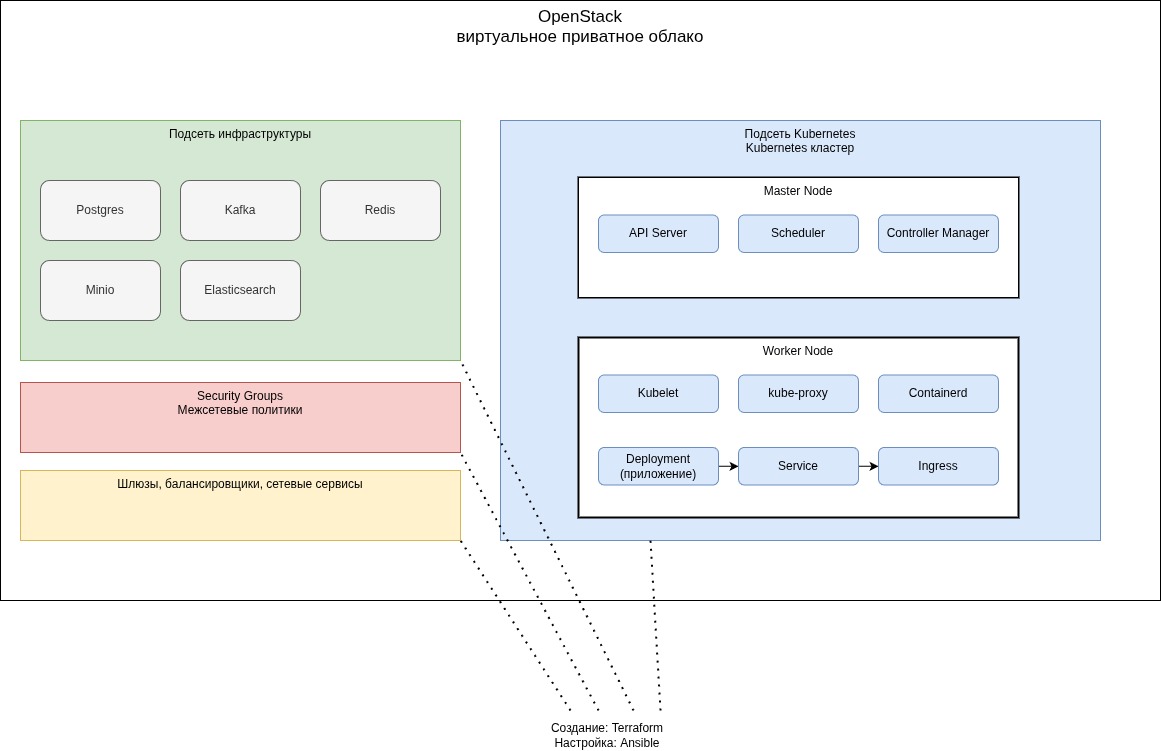 OpenStack
виртуальное приватное облако
Подсеть инфраструктуры
Postgres
Kafka
Redis
Minio
Elasticsearch
Security Groups
Межсетевые политики
Шлюзы, балансировщики, сетевые сервисы
Подсеть Kubernetes
Kubernetes кластер
Master Node
API Server
Scheduler
Controller Manager
Worker Node
Kubelet
kube-proxy
Containerd
Deployment
(приложение)
Service
Ingress
Создание: Terraform
Настройка: Ansible